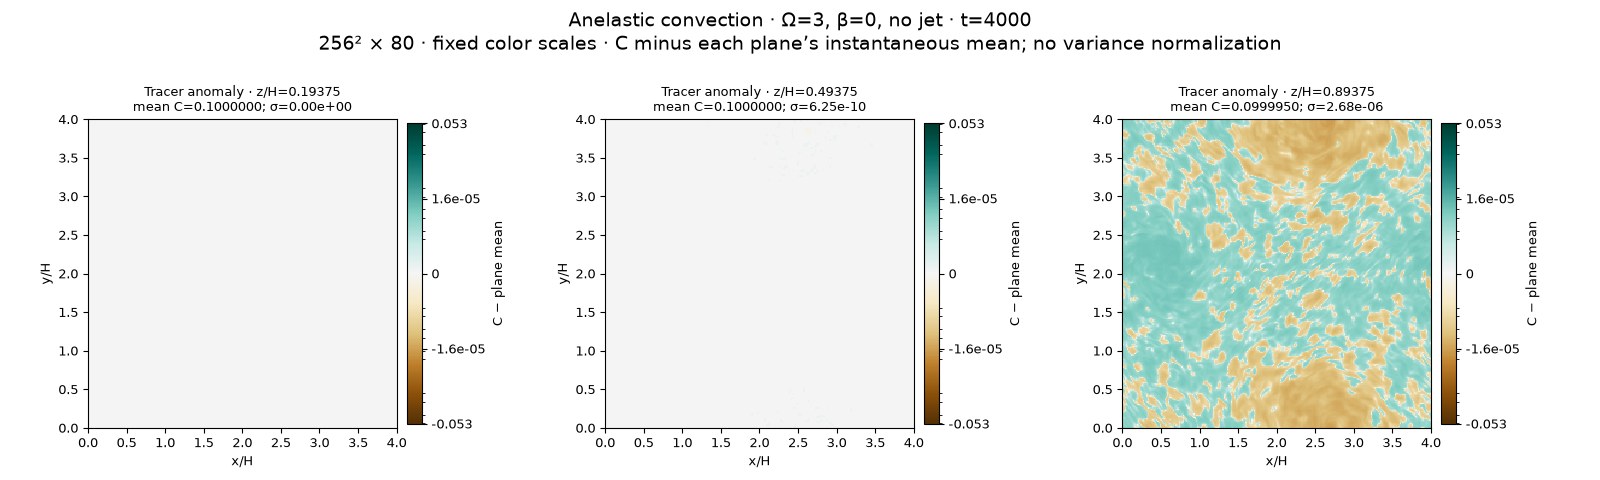 Anelastic convection · Ω=3, β=0, no jet · t=4000
256² × 80 · fixed color scales · C minus each plane’s instantaneous mean; no variance normalization
Tracer anomaly · z/H=0.19375
mean C=0.1000000; σ=0.00e+00
4.0
3.5
3.0
2.5
2.0
1.5
1.0
0.5
0.0
y/H
0.0 0.5 1.0 1.5 2.0 2.5 3.0 3.5 4.0
x/H
0.053
1.6e-05
0
-1.6e-05
-0.053
C − plane mean
Tracer anomaly · z/H=0.49375
mean C=0.1000000; σ=6.25e-10
4.0
3.5
3.0
2.5
2.0
1.5
1.0
0.5
0.0
y/H
0.0 0.5 1.0 1.5 2.0 2.5 3.0 3.5 4.0
x/H
0.053
1.6e-05
0
-1.6e-05
-0.053
C − plane mean
Tracer anomaly · z/H=0.89375
mean C=0.0999950; σ=2.68e-06
4.0
3.5
3.0
2.5
2.0
1.5
1.0
0.5
0.0
y/H
0.0 0.5 1.0 1.5 2.0 2.5 3.0 3.5 4.0
x/H
0.053
1.6e-05
0
-1.6e-05
-0.053
C − plane mean